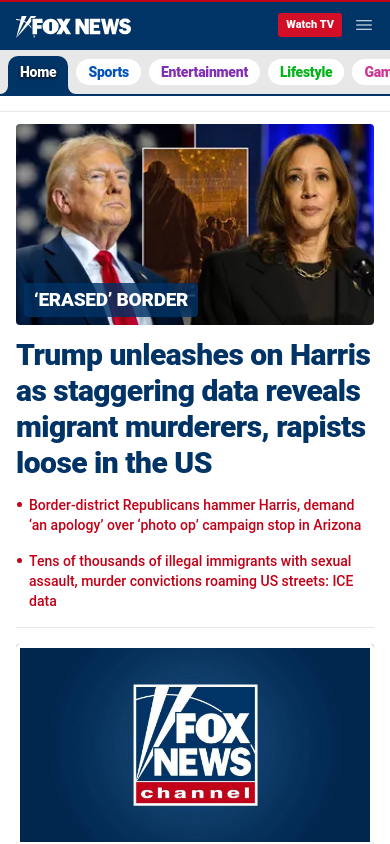 FOX NEWS
Watch TV
Home
Sports
Entertainment
Lifestyle
Gam
‘ERASED’ BORDER
Trump unleashes on Harris
as staggering data reveals
migrant murderers, rapists
loose in the US
Border-district Republicans hammer Harris, demand
‘an apology’ over ‘photo op’ campaign stop in Arizona
Tens of thousands of illegal immigrants with sexual
assault, murder convictions roaming US streets: ICE
data
FOX
NEWS
channel